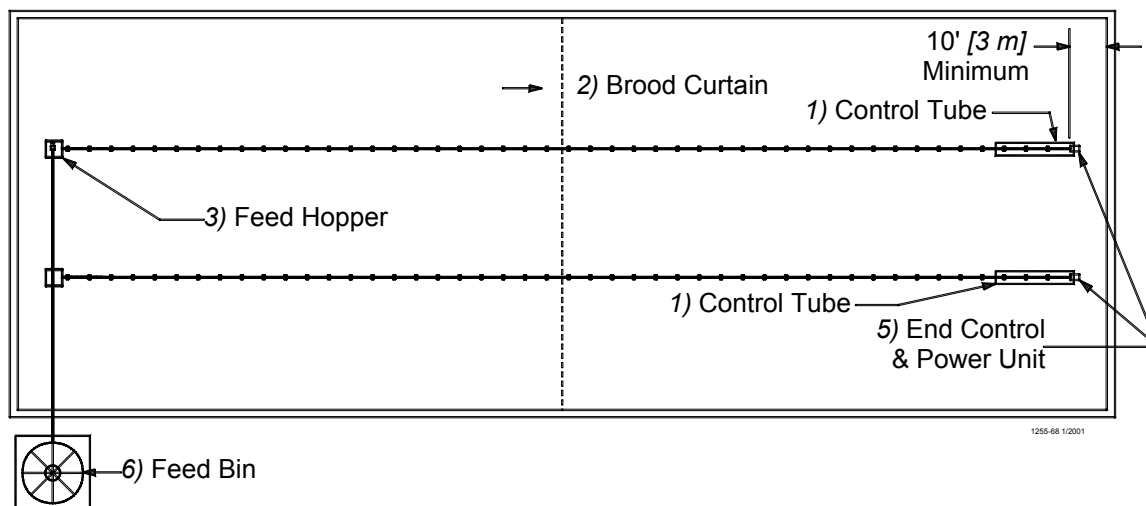 10' [3 m]
Minimum
2) Brood Curtain
1) Control Tube
3) Feed Hopper
1) Control Tube
5) End Control
& Power Unit
1255-68 1/2001
6) Feed Bin